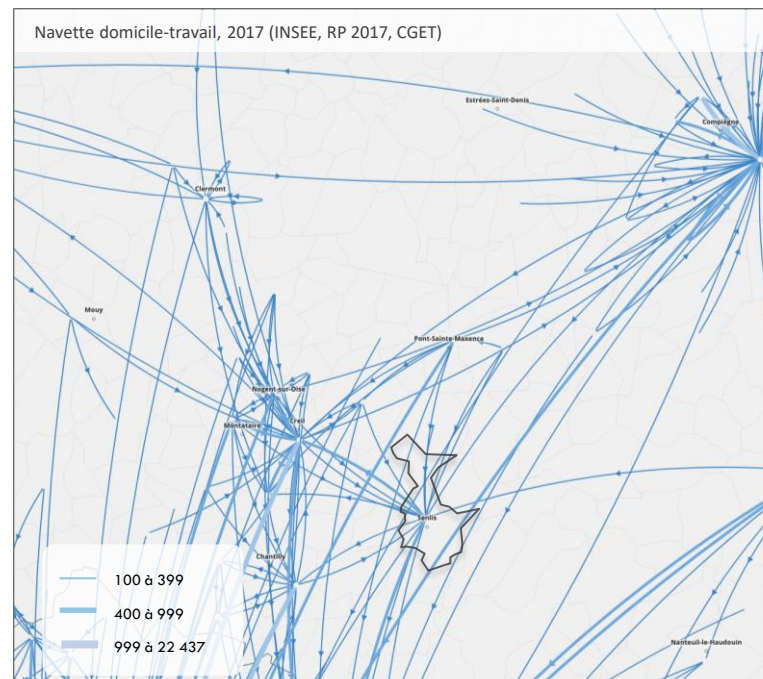 Navette domicile-travail, 2017 (INSEE, RP 2017, CGET)
Estrées-Saint-Denis
Compiègne
Clermont
Mouy
Pont-Sainte-Maxence
Nogent-sur-Oise
Creil
Montataire
Senlis
Chantilly
100 à 399
400 à 999
999 à 22 437
Nanteuil-le-Haudouin